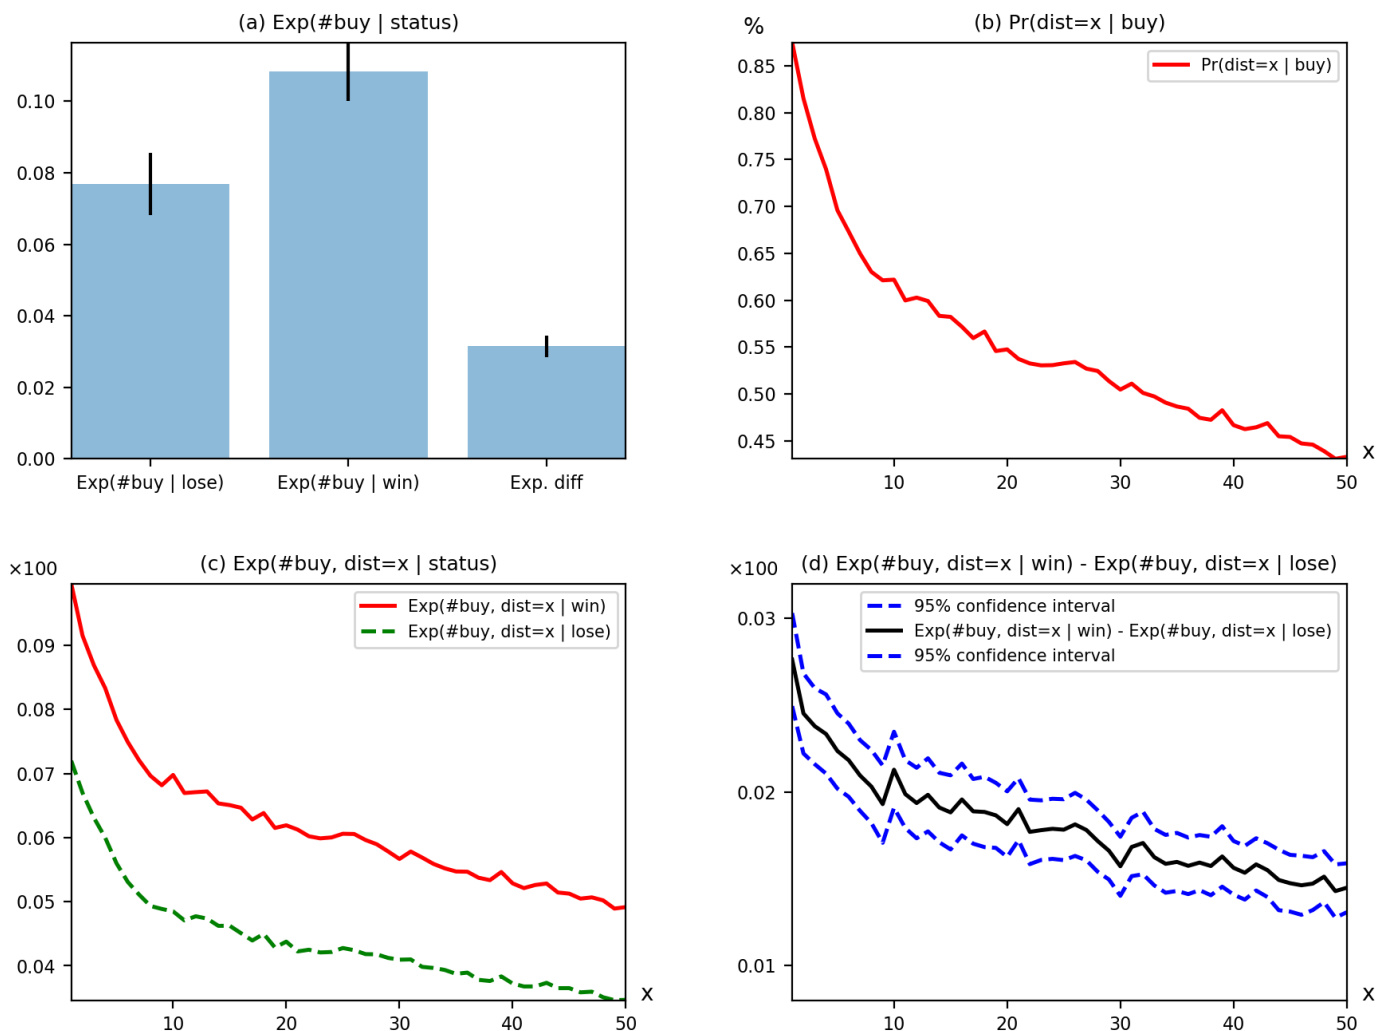 (a) Exp(#buy | status)
0.10
0.08
0.06
0.04
0.02
0.00
Exp(#buy | lose)
Exp(#buy | win)
Exp. diff
(b) Pr(dist=x | buy)
%
Pr(dist=x | buy)
0.85
0.80
0.75
0.70
0.65
0.60
0.55
0.50
0.45
10
20
30
40
50
x
(c) Exp(#buy, dist=x | status)
×100
Exp(#buy, dist=x | win)
Exp(#buy, dist=x | lose)
0.09
0.08
0.07
0.06
0.05
0.04
10
20
30
40
50
x
(d) Exp(#buy, dist=x | win) - Exp(#buy, dist=x | lose)
×100
95% confidence interval
Exp(#buy, dist=x | win) - Exp(#buy, dist=x | lose)
95% confidence interval
0.03
0.02
0.01
10
20
30
40
50
x